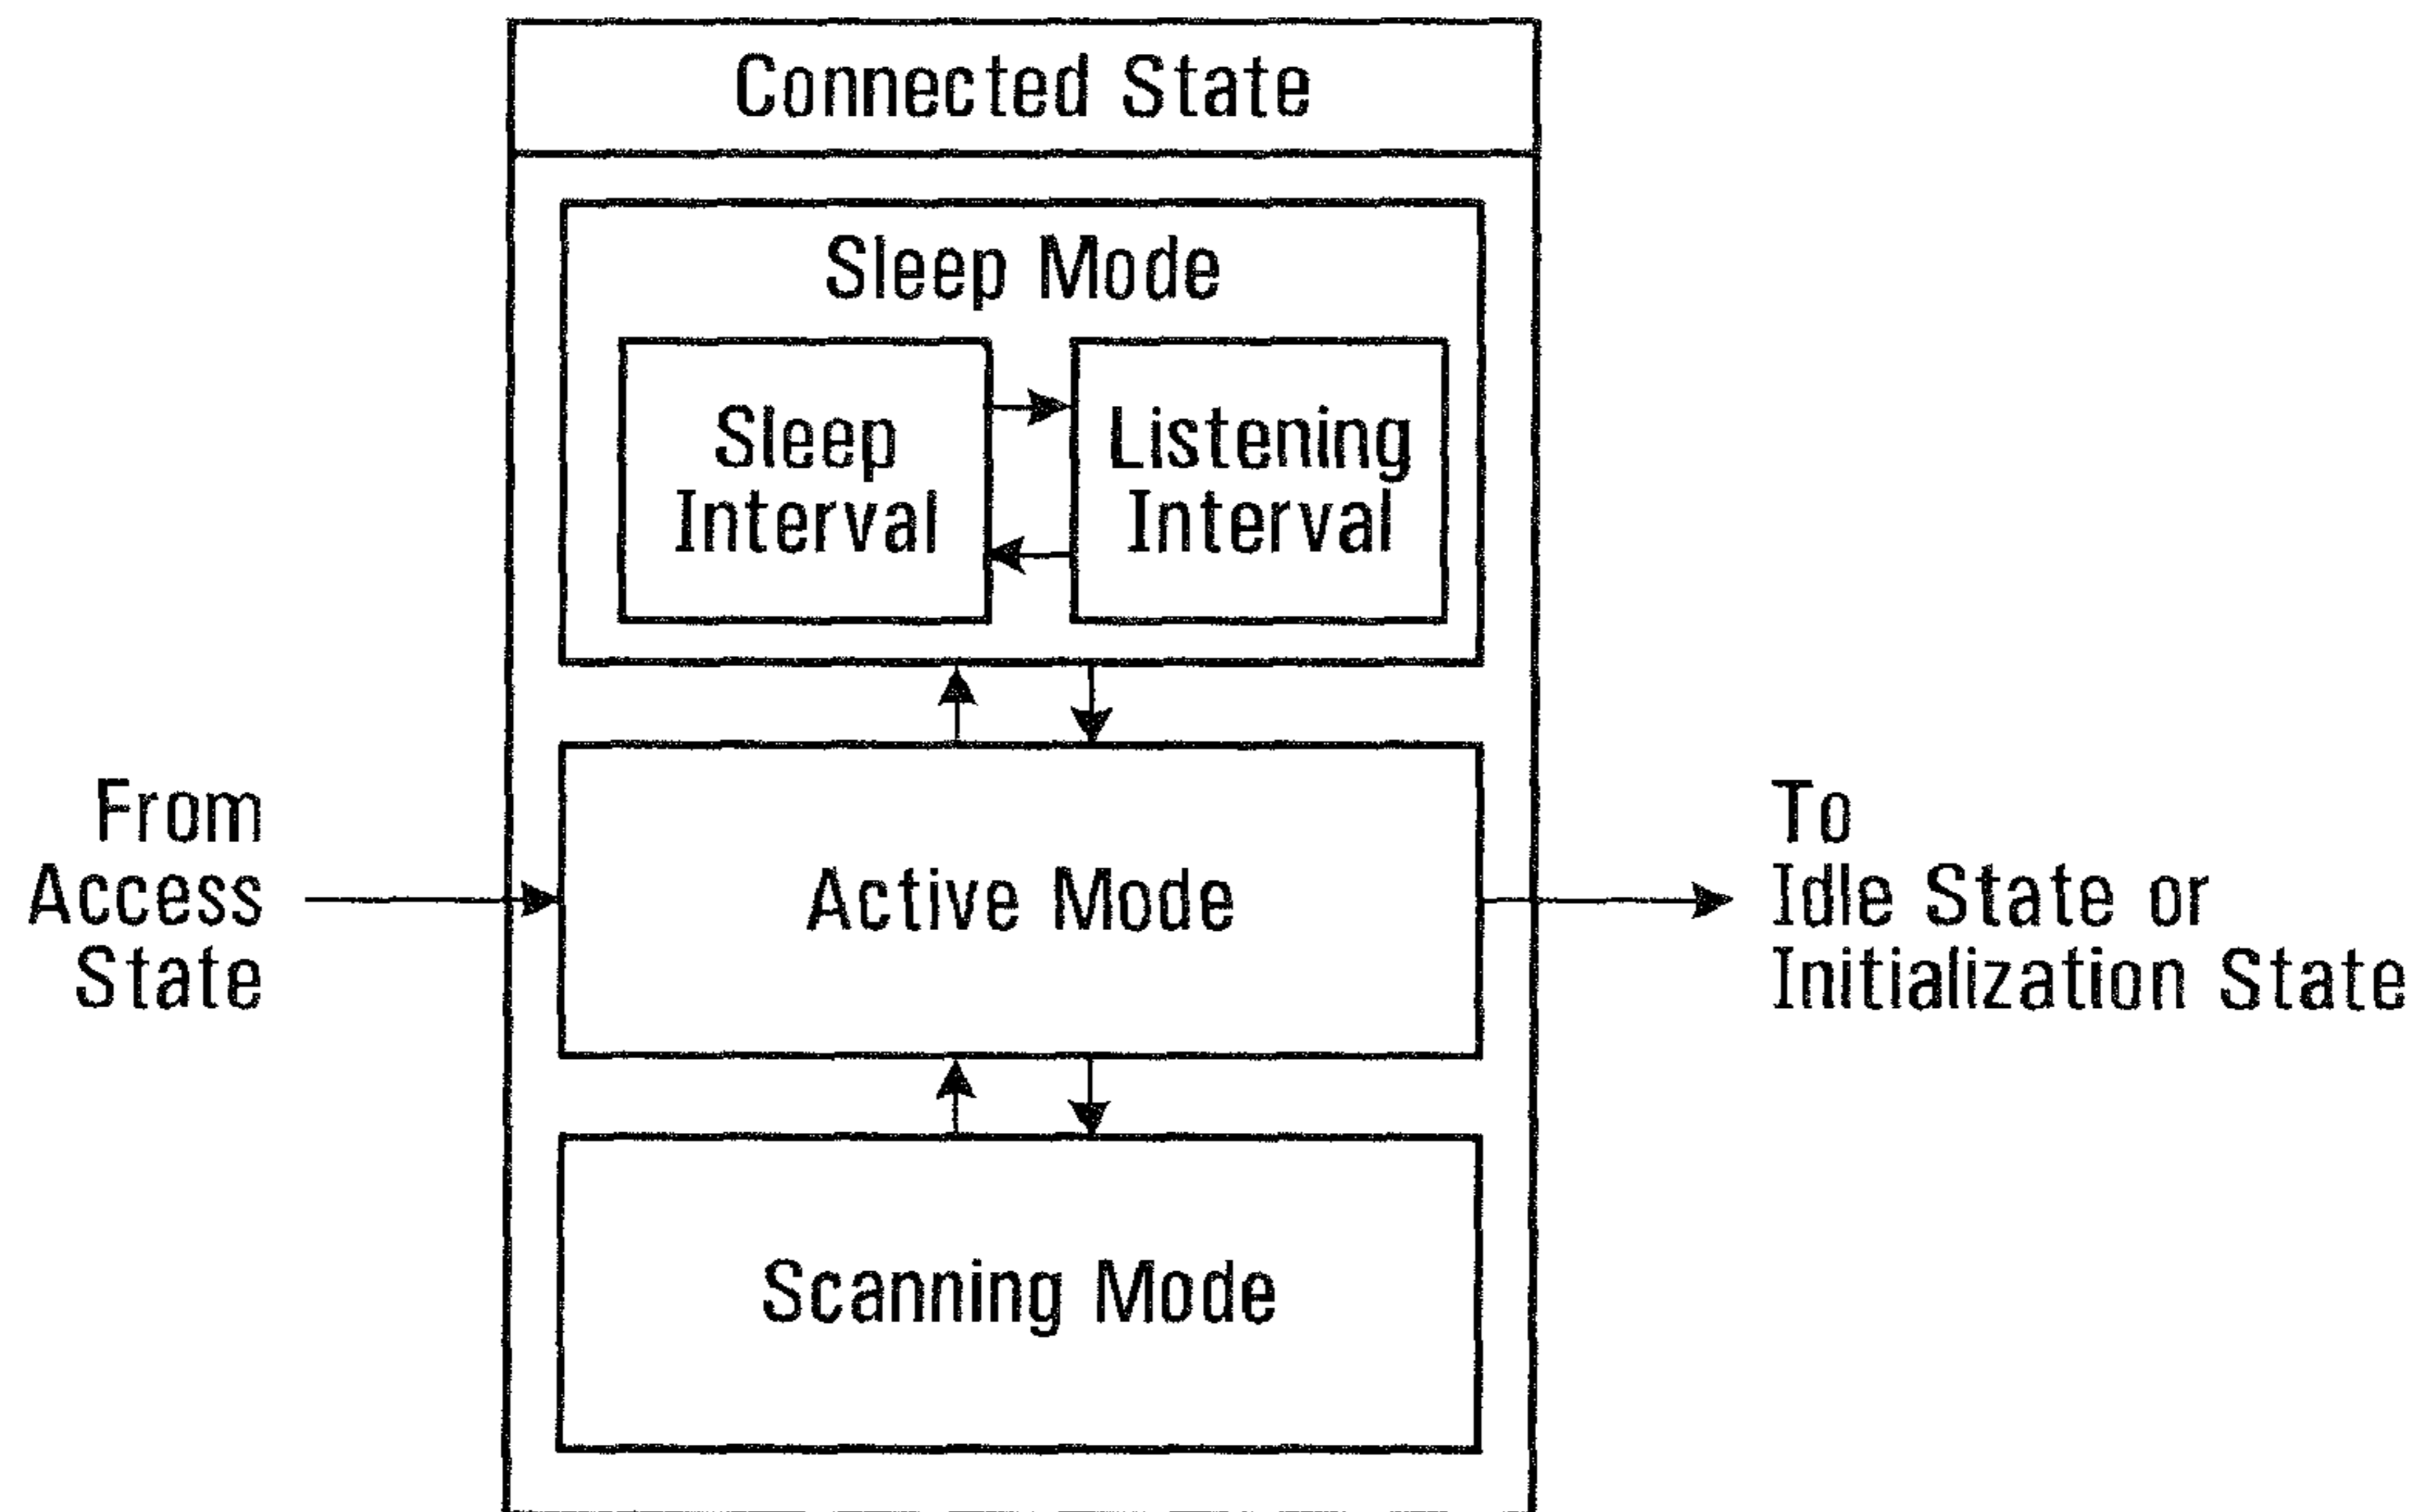 Connected State
Sleep Mode
Sleep
Interval
Listening
Interval
From
Access
State
Active Mode
To
Idle State or
Initialization State
Scanning Mode